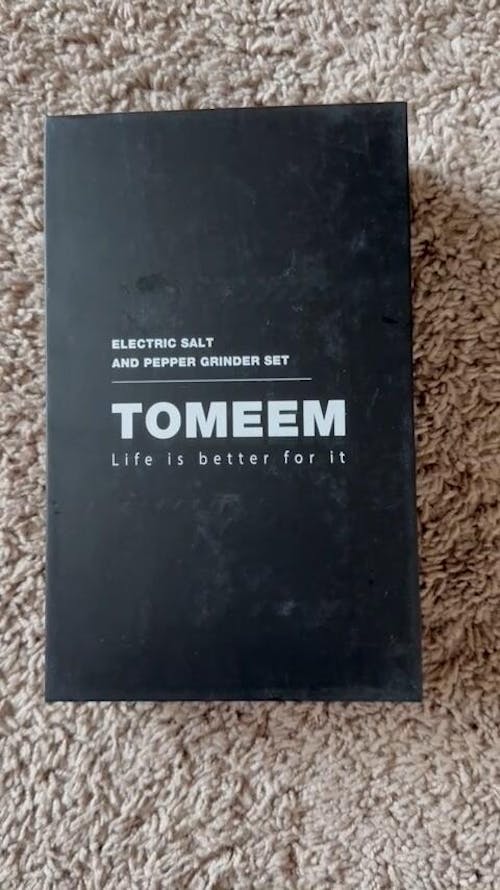 ELECTRIC SALT
AND PEPPER GRINDER SET
TOMEEM
Life is better for it